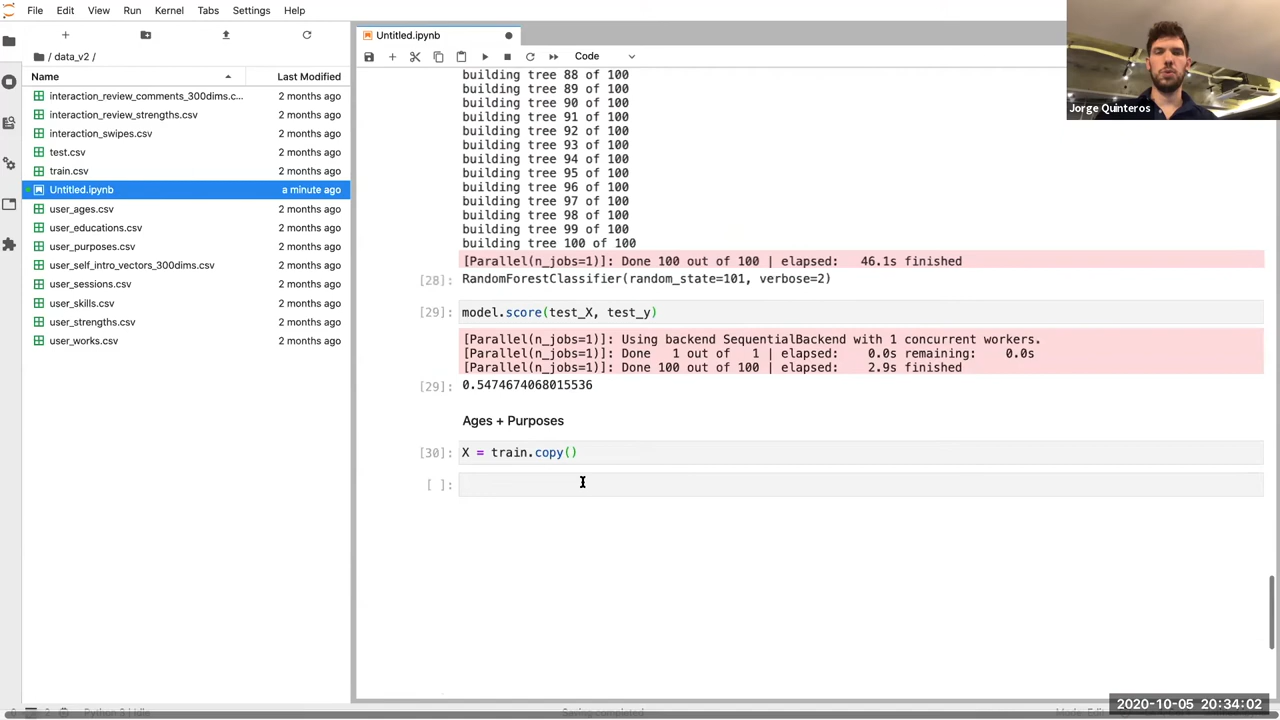 File Edit View Run Kernel Tabs Settings Help
/ data_v2 /
Name Last Modified
interaction_review_comments_300dims.c... 2 months ago
interaction_review_strengths.csv 2 months ago
interaction_swipes.csv 2 months ago
test.csv 2 months ago
train.csv 2 months ago
Untitled.ipynb a minute ago
user_ages.csv 2 months ago
user_educations.csv 2 months ago
user_purposes.csv 2 months ago
user_self_intro_vectors_300dims.csv 2 months ago
user_sessions.csv 2 months ago
user_skills.csv 2 months ago
user_strengths.csv 2 months ago
user_works.csv 2 months ago
Untitled.ipynb
Code
building tree 88 of 100
building tree 89 of 100
building tree 90 of 100
building tree 91 of 100
building tree 92 of 100
building tree 93 of 100
building tree 94 of 100
building tree 95 of 100
building tree 96 of 100
building tree 97 of 100
building tree 98 of 100
building tree 99 of 100
building tree 100 of 100
[Parallel(n_jobs=1)]: Done 100 out of 100 | elapsed: 46.1s finished
[28]: RandomForestClassifier(random_state=101, verbose=2)
[29]: model.score(test_X, test_y)
[Parallel(n_jobs=1)]: Using backend SequentialBackend with 1 concurrent workers.
[Parallel(n_jobs=1)]: Done 1 out of 1 | elapsed: 0.0s remaining: 0.0s
[Parallel(n_jobs=1)]: Done 100 out of 100 | elapsed: 2.9s finished
[29]: 0.5474674068015536
Ages + Purposes
[30]: X = train.copy()
[ ]:
Jorge Quinteros
Python 3 | Idle
Saving completed
2020-10-05 20:34:02